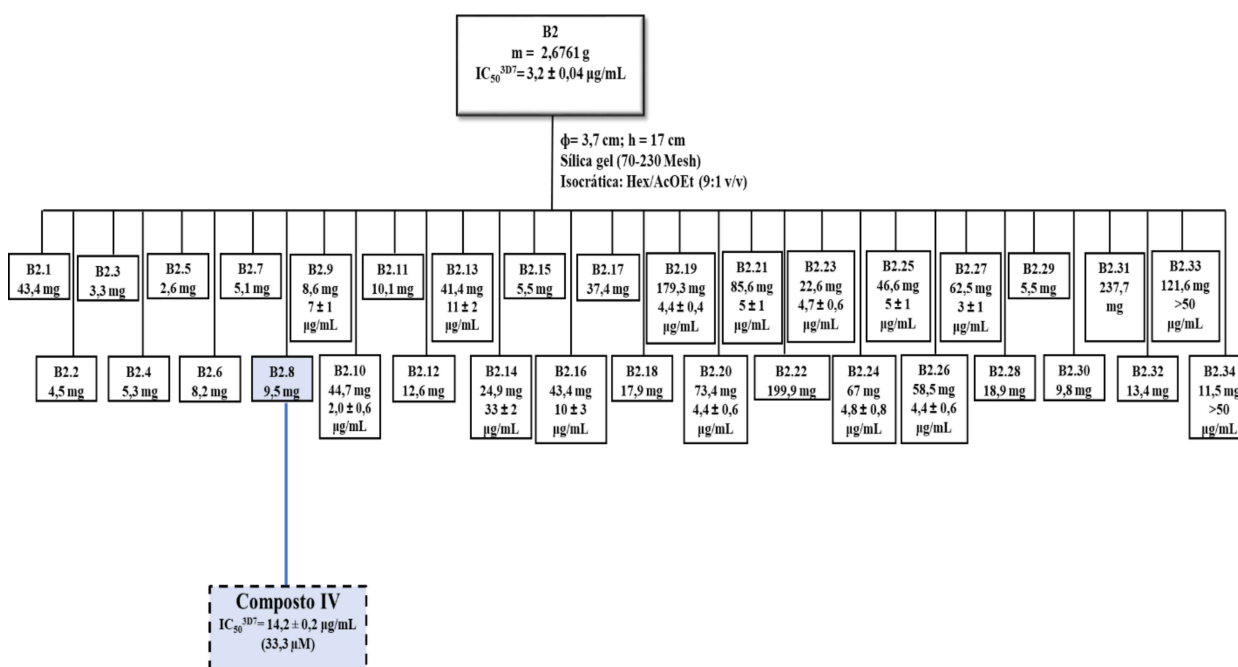 B2
m = 2,6761 g
IC₅₀³ᴰ⁷= 3,2 ± 0,04 µg/mL
ϕ= 3,7 cm; h = 17 cm
Sílica gel (70-230 Mesh)
Isocrática: Hex/AcOEt (9:1 v/v)
B2.1
43,4 mg
B2.3
3,3 mg
B2.5
2,6 mg
B2.7
5,1 mg
B2.9
8,6 mg
7 ± 1
µg/mL
B2.11
10,1 mg
B2.13
41,4 mg
11 ± 2
µg/mL
B2.15
5,5 mg
B2.17
37,4 mg
B2.19
179,3 mg
4,4 ± 0,4
µg/mL
B2.21
85,6 mg
5 ± 1
µg/mL
B2.23
22,6 mg
4,7 ± 0,6
µg/mL
B2.25
46,6 mg
5 ± 1
µg/mL
B2.27
62,5 mg
3 ± 1
µg/mL
B2.29
5,5 mg
B2.31
237,7
mg
B2.33
121,6 mg
>50
µg/mL
B2.2
4,5 mg
B2.4
5,3 mg
B2.6
8,2 mg
B2.8
9,5 mg
B2.10
44,7 mg
2,0 ± 0,6
µg/mL
B2.12
12,6 mg
B2.14
24,9 mg
33 ± 2
µg/mL
B2.16
43,4 mg
10 ± 3
µg/mL
B2.18
17,9 mg
B2.20
73,4 mg
4,4 ± 0,6
µg/mL
B2.22
199,9 mg
B2.24
67 mg
4,8 ± 0,8
µg/mL
B2.26
58,5 mg
4,4 ± 0,6
µg/mL
B2.28
18,9 mg
B2.30
9,8 mg
B2.32
13,4 mg
B2.34
11,5 mg
>50
µg/mL
Composto IV
IC₅₀³ᴰ⁷= 14,2 ± 0,2 µg/mL
(33,3 µM)